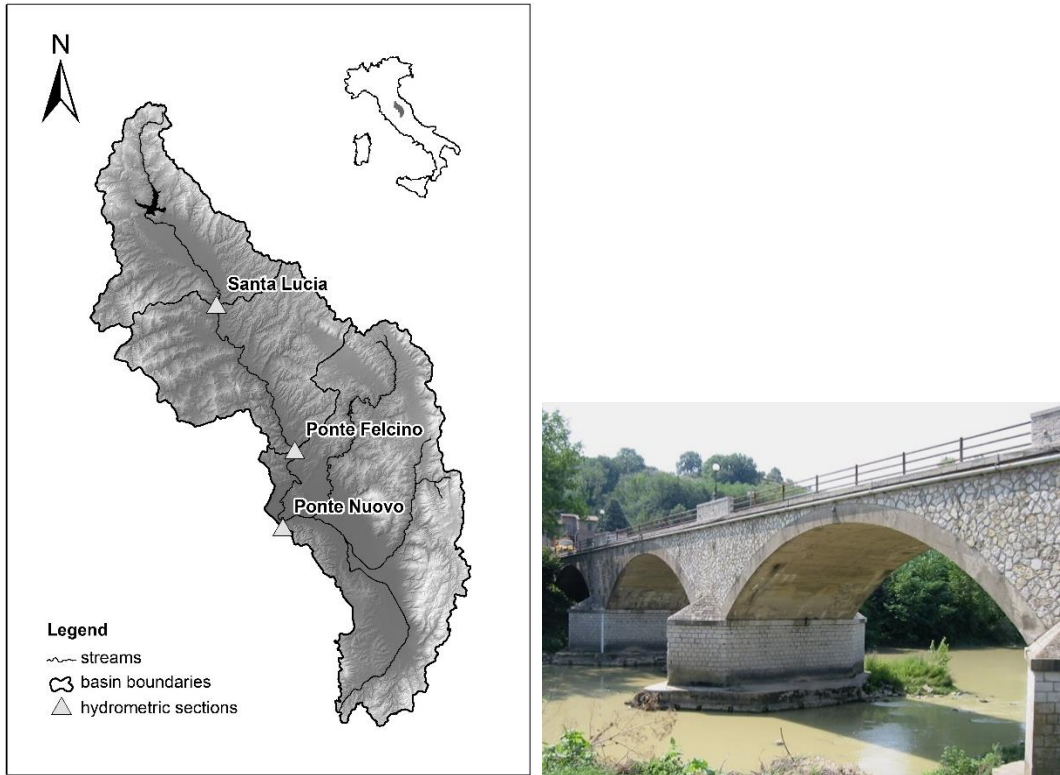 N
Santa Lucia
Ponte Felcino
Ponte Nuovo
Legend
streams
basin boundaries
hydrometric sections